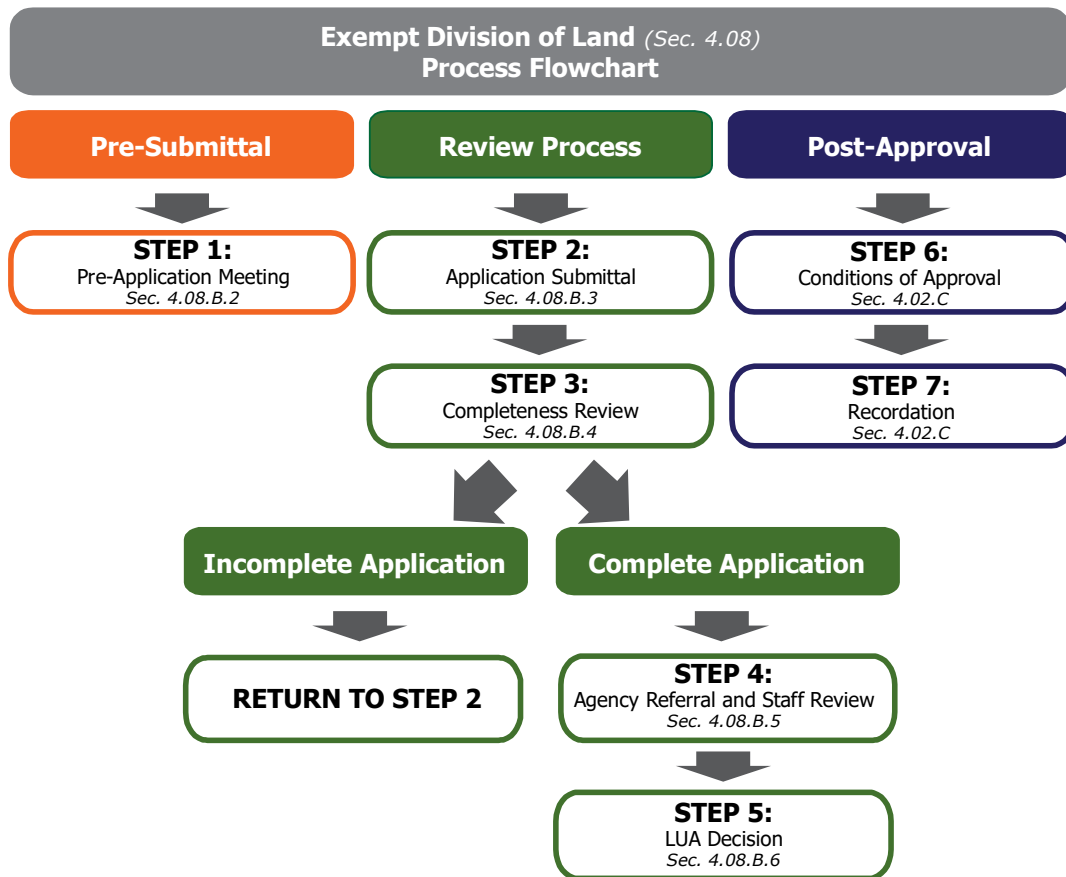 Exempt Division of Land (Sec. 4.08)
Process Flowchart
Pre-Submittal
Review Process
Post-Approval
STEP 1:
Pre-Application Meeting
Sec. 4.08.B.2
STEP 2:
Application Submittal
Sec. 4.08.B.3
STEP 6:
Conditions of Approval
Sec. 4.02.C
STEP 3:
Completeness Review
Sec. 4.08.B.4
STEP 7:
Recordation
Sec. 4.02.C
Incomplete Application
Complete Application
RETURN TO STEP 2
STEP 4:
Agency Referral and Staff Review
Sec. 4.08.B.5
STEP 5:
LUA Decision
Sec. 4.08.B.6